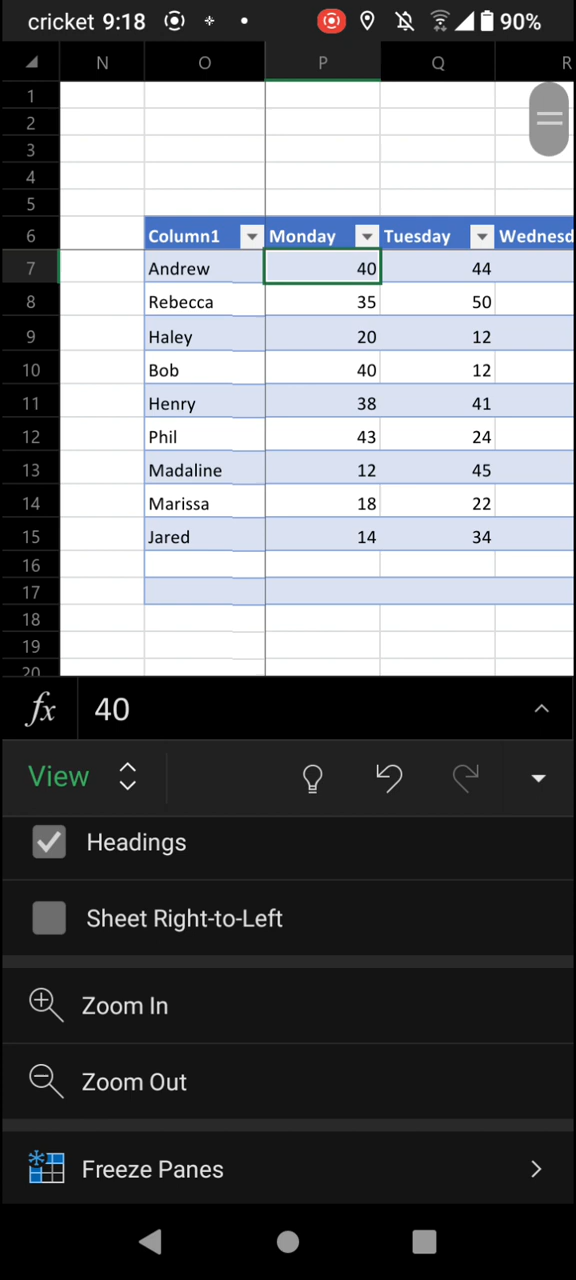 cricket 9:18 90%
N O P Q R
1
2
3
4
5
6 Column1 Monday Tuesday Wednesd
7 Andrew 40 44
8 Rebecca 35 50
9 Haley 20 12
10 Bob 40 12
11 Henry 38 41
12 Phil 43 24
13 Madaline 12 45
14 Marissa 18 22
15 Jared 14 34
16
17
18
19
20
fx 40
View
Headings
Sheet Right-to-Left
Zoom In
Zoom Out
Freeze Panes